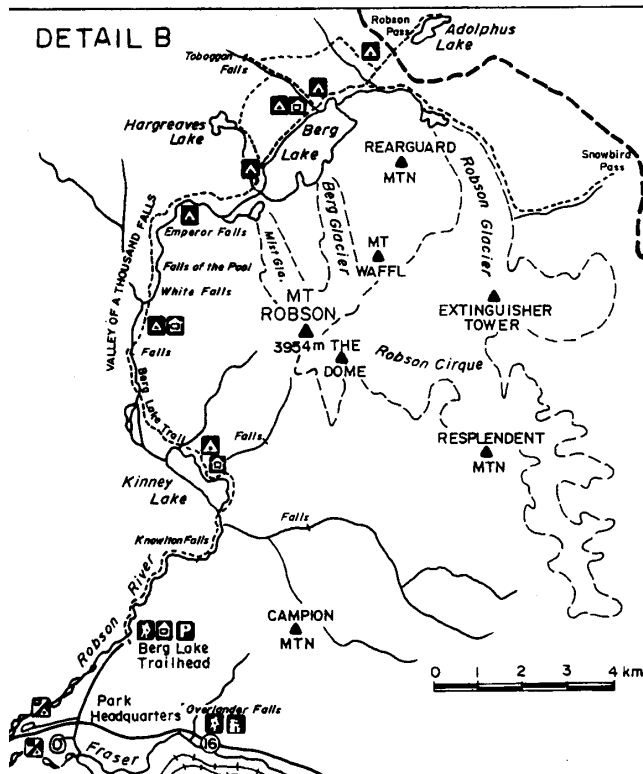 DETAIL B
Robson
Pass
Adolphus
Lake
Toboggan
Falls
Hargreaves
Lake
Berg
Lake
REARGUARD
MTN
Snowbird
Pass
Robson Glacier
Emperor Falls
Mist Gla.
Berg Glacier
MT
WAFFL
Falls of the Pool
White Falls
VALLEY OF A THOUSAND FALLS
MT
ROBSON
3954m
EXTINGUISHER
TOWER
THE
DOME
Robson Cirque
Falls
Berg Lake Trail
Falls
RESPLENDENT
MTN
Kinney
Lake
Falls
Knowlton Falls
Robson River
CAMPION
MTN
P
Berg Lake
Trailhead
0 1 2 3 4 km
Park
Headquarters
Overlander Falls
16
Fraser